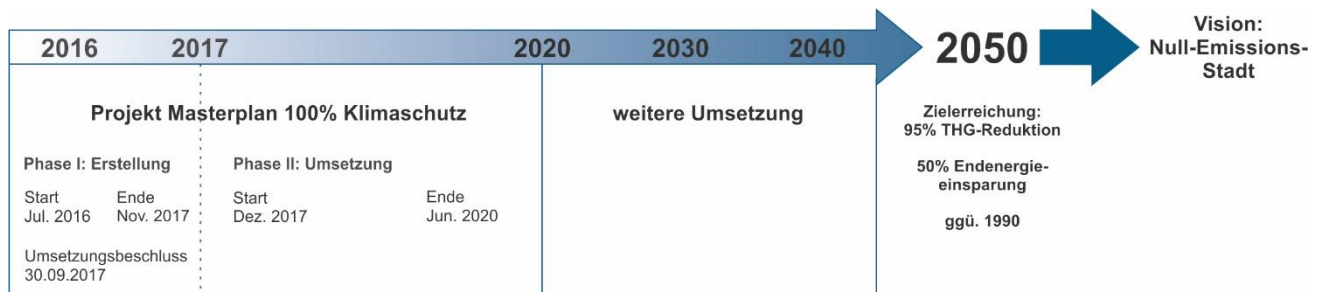 2016
2017
2020
2030
2040
2050
Vision:
Null-Emissions-
Stadt
Projekt Masterplan 100% Klimaschutz
weitere Umsetzung
Zielerreichung:
95% THG-Reduktion
50% Endenergie-
einsparung
ggü. 1990
Phase I: Erstellung
Phase II: Umsetzung
Start
Jul. 2016
Ende
Nov. 2017
Start
Dez. 2017
Ende
Jun. 2020
Umsetzungsbeschluss
30.09.2017